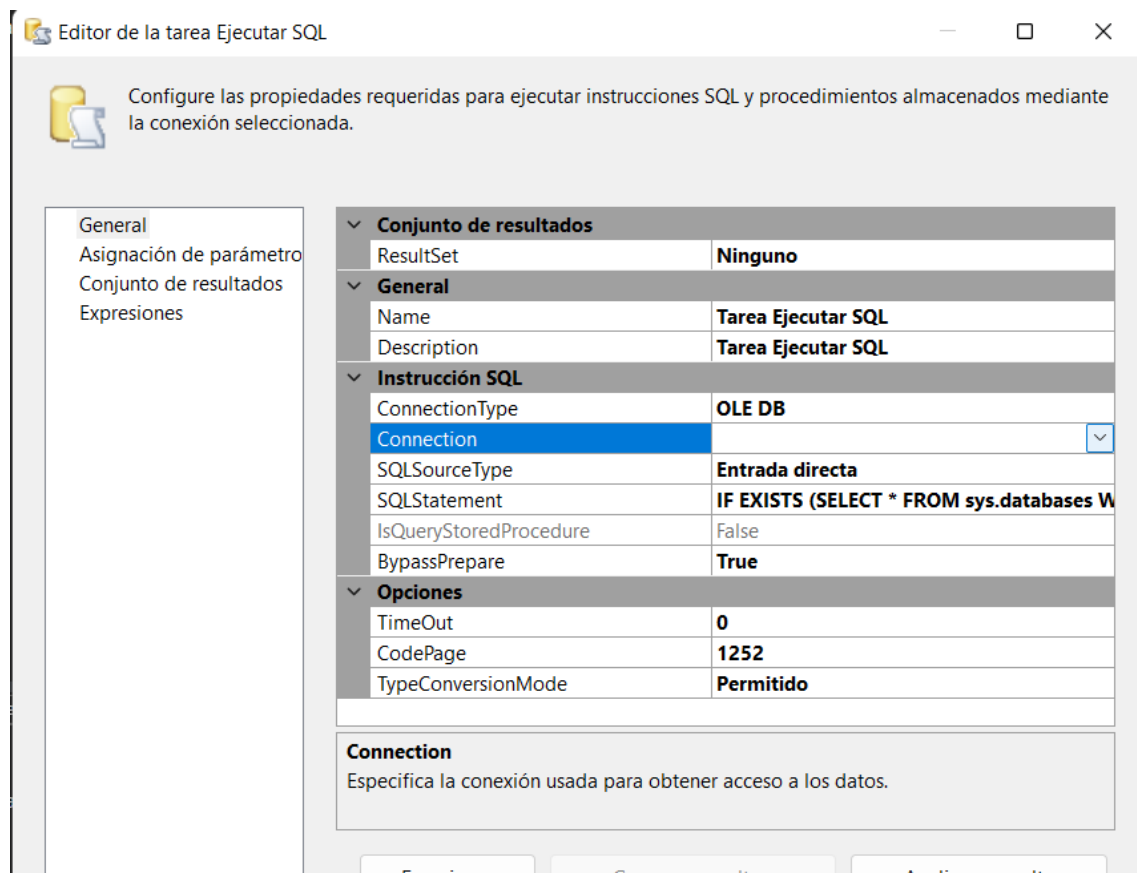 Editor de la tarea Ejecutar SQL
Configure las propiedades requeridas para ejecutar instrucciones SQL y procedimientos almacenados mediante
la conexión seleccionada.
General
Asignación de parámetro
Conjunto de resultados
Expresiones
Conjunto de resultados
ResultSet Ninguno
General
Name Tarea Ejecutar SQL
Description Tarea Ejecutar SQL
Instrucción SQL
ConnectionType OLE DB
Connection
SQLSourceType Entrada directa
SQLStatement IF EXISTS (SELECT * FROM sys.databases W
IsQueryStoredProcedure False
BypassPrepare True
Opciones
TimeOut 0
CodePage 1252
TypeConversionMode Permitido
Connection
Especifica la conexión usada para obtener acceso a los datos.